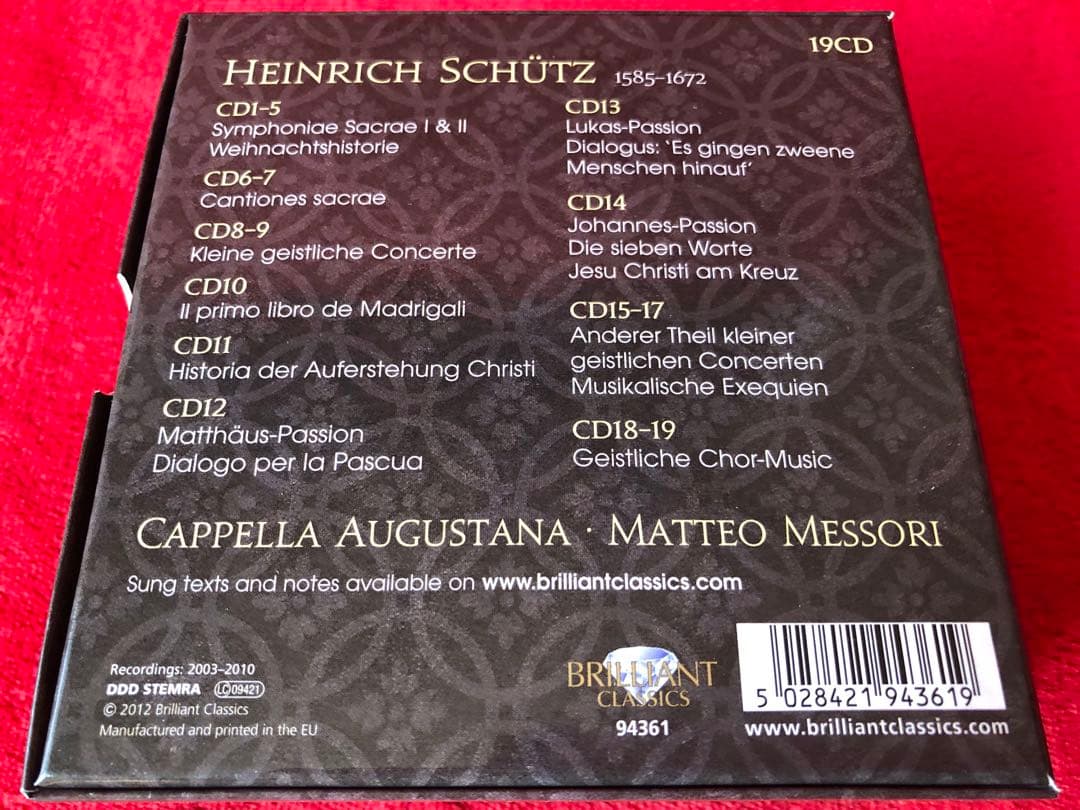 19CD
HEINRICH SCHÜTZ 1585–1672
CD1–5
Symphoniae Sacrae I & II
Weihnachtshistorie
CD6–7
Cantiones sacrae
CD8–9
Kleine geistliche Concerte
CD10
Il primo libro de Madrigali
CD11
Historia der Auferstehung Christi
CD12
Matthäus-Passion
Dialogo per la Pascua
CD13
Lukas-Passion
Dialogus: ‘Es gingen zweene
Menschen hinauf’
CD14
Johannes-Passion
Die sieben Worte
Jesu Christi am Kreuz
CD15–17
Anderer Theil kleiner
geistlichen Concerten
Musikalische Exequien
CD18–19
Geistliche Chor-Music
CAPPELLA AUGUSTANA · MATTEO MESSORI
Sung texts and notes available on www.brilliantclassics.com
Recordings: 2003–2010
DDD STEMRA LC 09421
© 2012 Brilliant Classics
Manufactured and printed in the EU
BRILLIANT
CLASSICS
94361
5 028421 943619
www.brilliantclassics.com